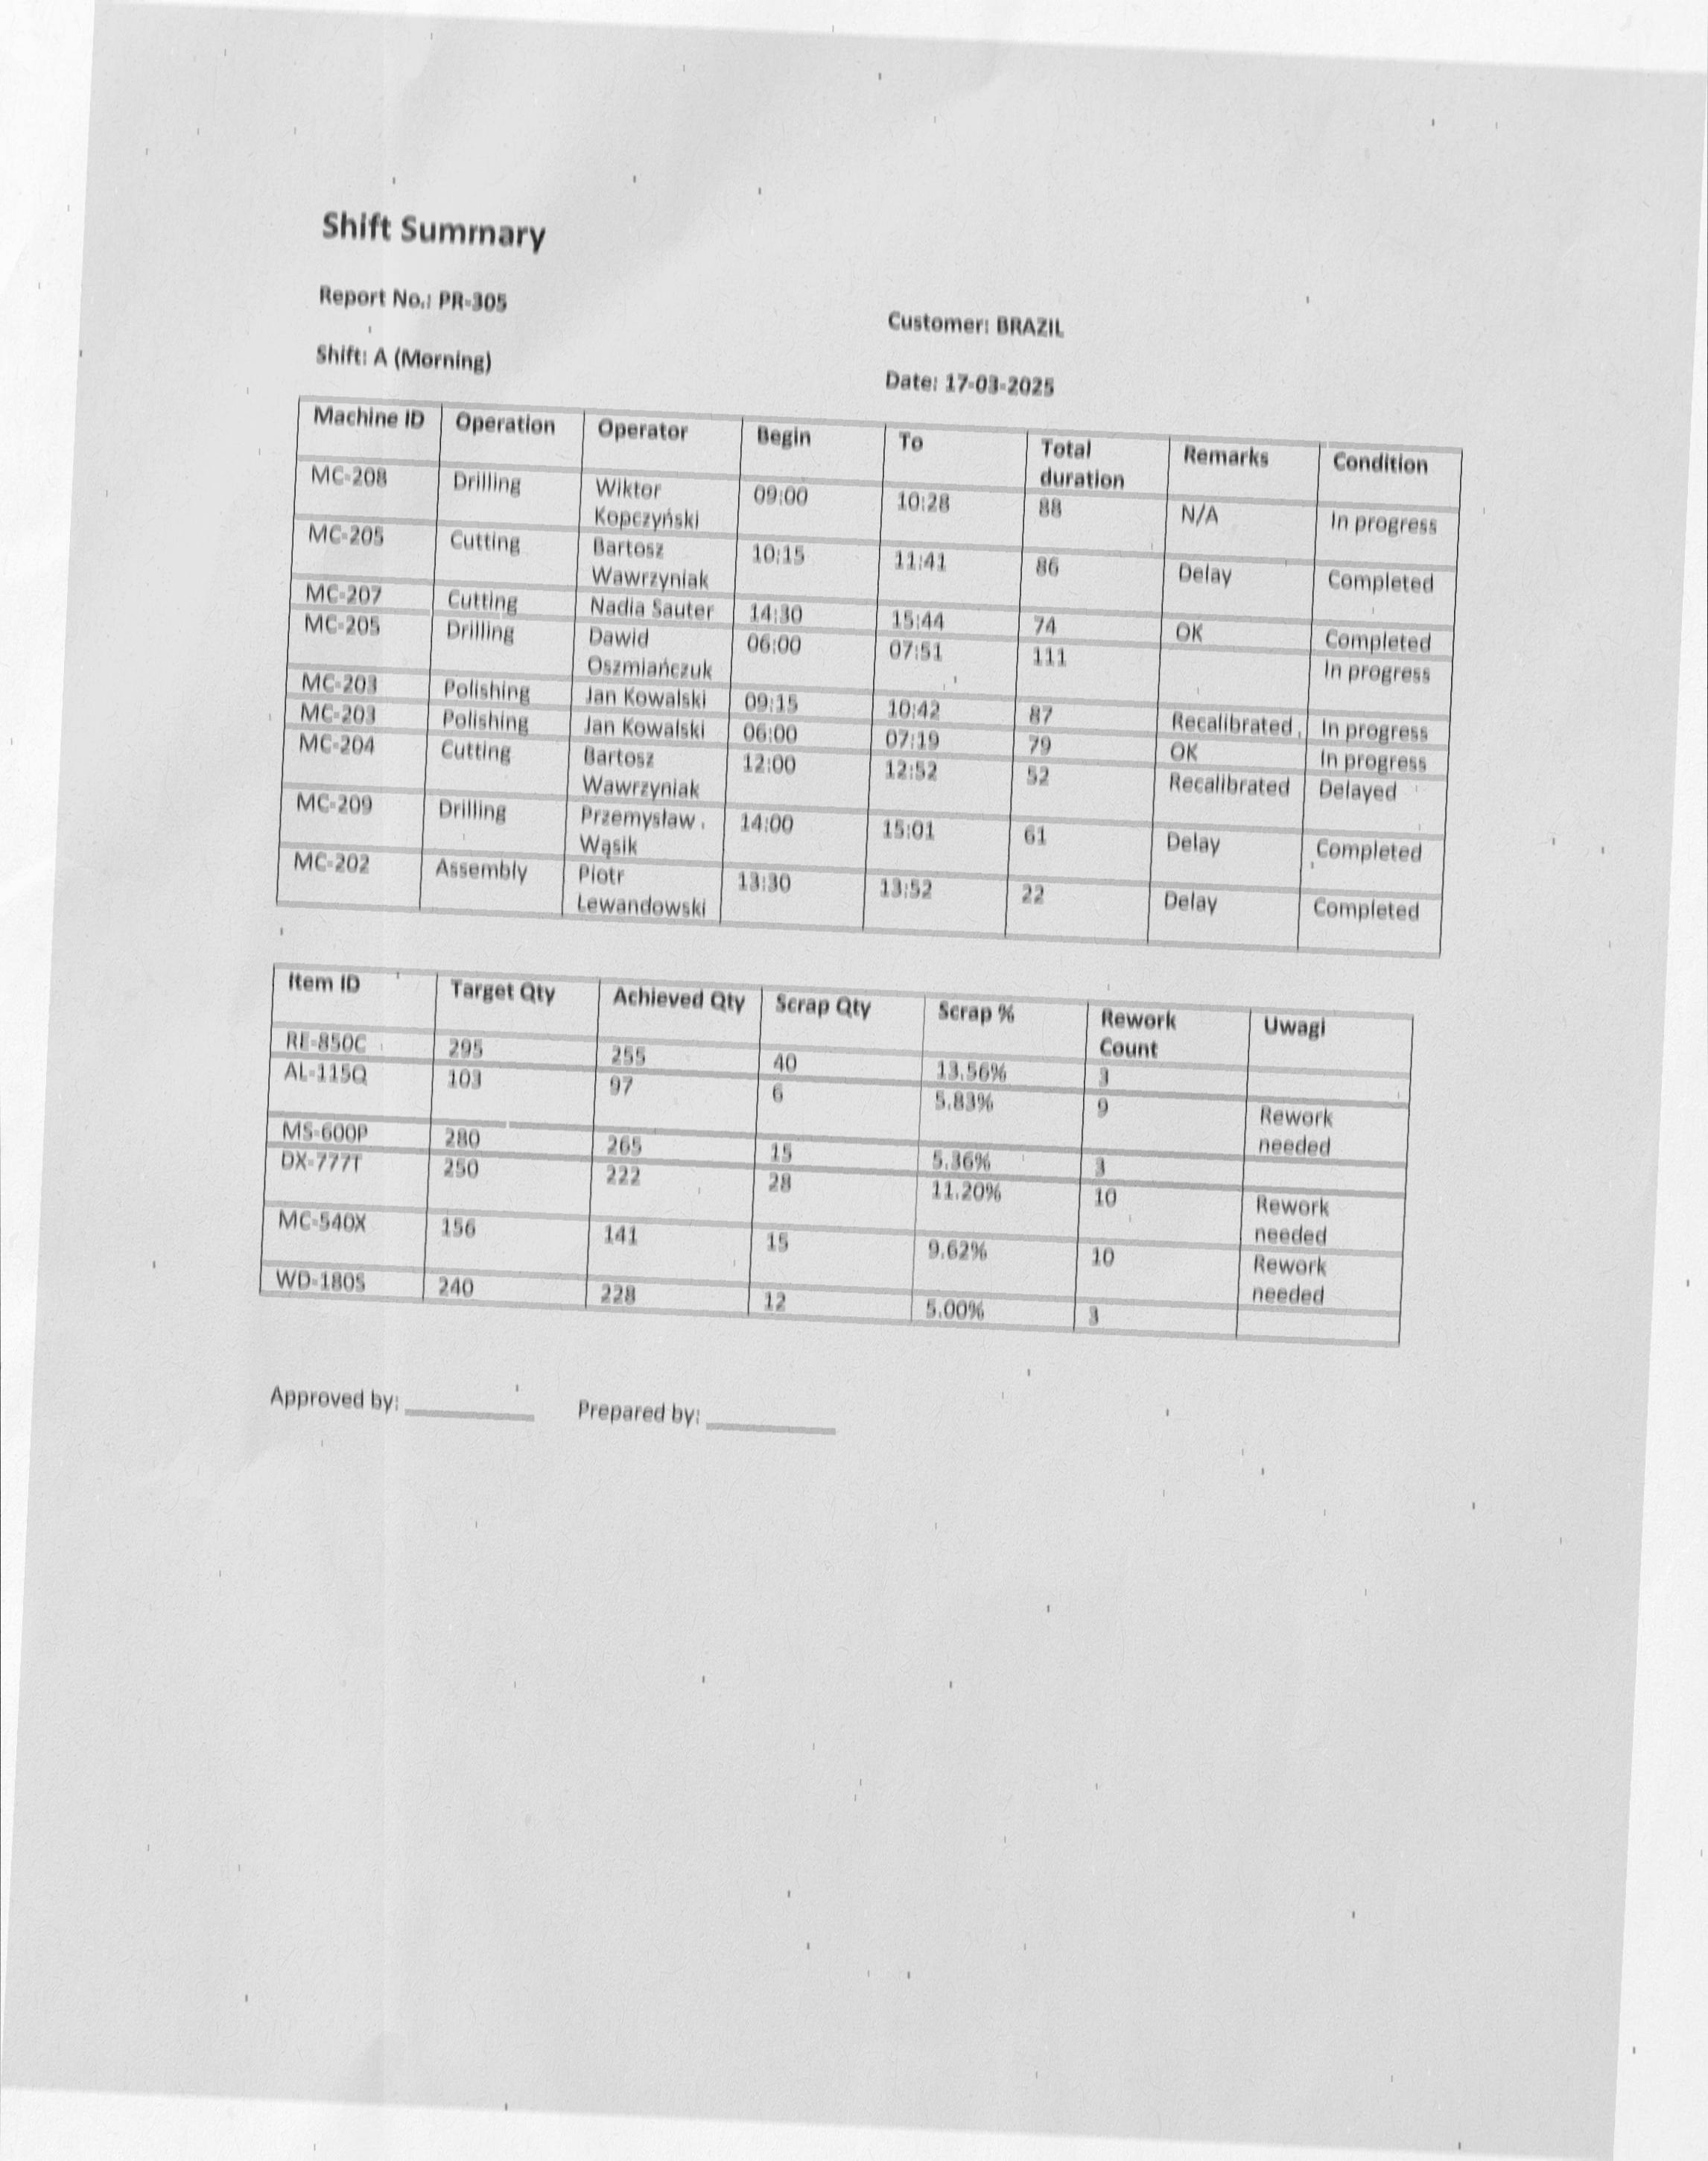 Shift Summary
Report No.: PR-305
Customer: BRAZIL
Shift: A (Morning)
Date: 17-03-2025
Machine ID Operation Operator Begin To Total duration Remarks Condition
MC-208 Drilling Wiktor Kopczyński 09:00 10:28 88 N/A In progress
MC-205 Cutting Bartosz Wawrzyniak 10:15 11:41 86 Delay Completed
MC-207 Cutting Nadia Sauter 14:30 15:44 74 OK Completed
MC-205 Drilling Dawid Oszmiańczuk 06:00 07:51 111 In progress
MC-203 Polishing Jan Kowalski 09:15 10:42 87 Recalibrated In progress
MC-203 Polishing Jan Kowalski 06:00 07:19 79 OK In progress
MC-204 Cutting Bartosz Wawrzyniak 12:00 12:52 52 Recalibrated Delayed
MC-209 Drilling Przemysław Wąsik 14:00 15:01 61 Delay Completed
MC-202 Assembly Piotr Lewandowski 13:30 13:52 22 Delay Completed
Item ID Target Qty Achieved Qty Scrap Qty Scrap % Rework Count Uwagi
RE-850C 295 255 40 13.56% 3
AL-115Q 103 97 6 5.83% 9 Rework needed
MS-600P 280 265 15 5.36% 3
DX-777T 250 222 28 11.20% 10 Rework needed
MC-540X 156 141 15 9.62% 10 Rework needed
WD-180S 240 228 12 5.00% 3
Approved by: __________ Prepared by: __________